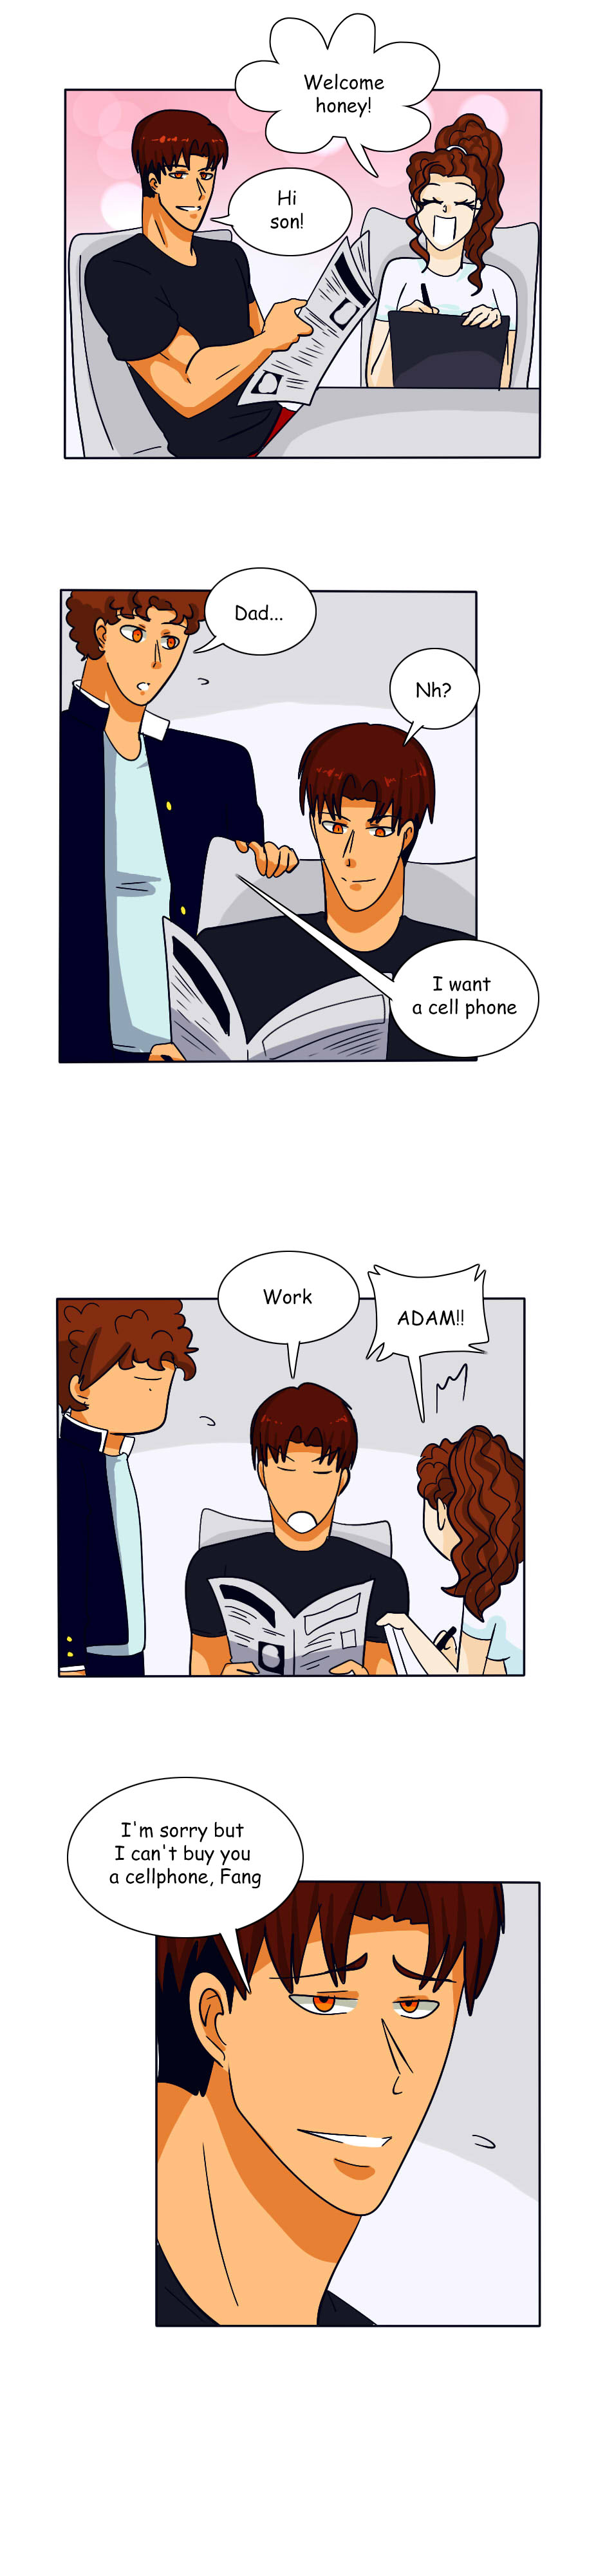 Welcome
honey!
Hi
son!
Dad...
Nh?
I want
a cell phone
Work
ADAM!!
I'm sorry but
I can't buy you
a cellphone, Fang